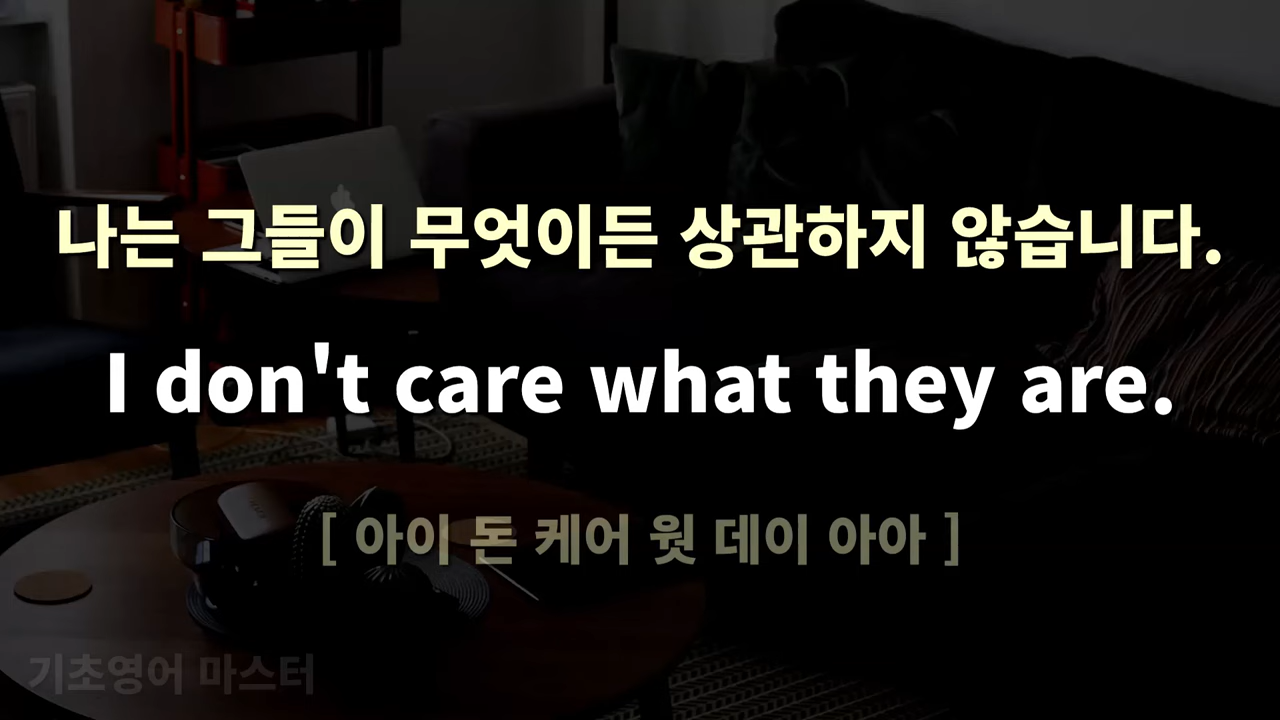 나는 그들이 무엇이든 상관하지 않습니다.
I don't care what they are.
[ 아이 돈 케어 웟 데이 아아 ]
기초영어 마스터